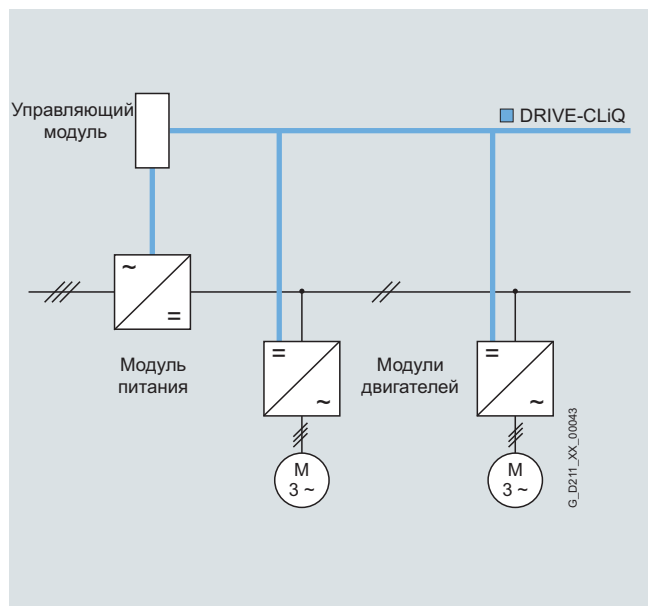 Управляющий
модуль
DRIVE-CLiQ
~
=
Модуль
питания
=
~
Модули
двигателей
=
~
M
3 ~
M
3 ~
G_D211_XX_00043